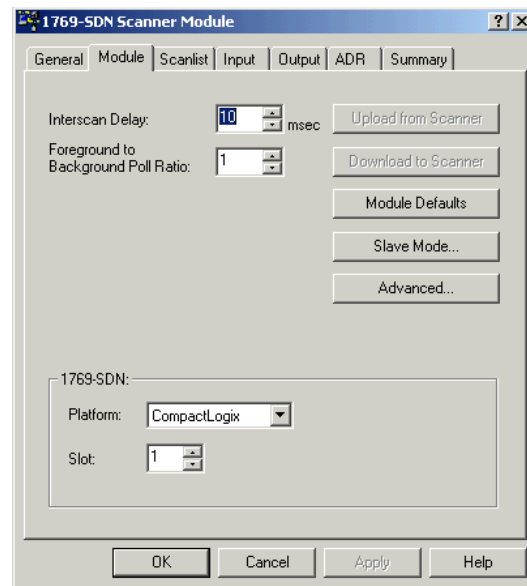 1769-SDN Scanner Module
General Module Scanlist Input Output ADR Summary
Interscan Delay: 10 msec Upload from Scanner
Foreground to
Background Poll Ratio: 1 Download to Scanner
Module Defaults
Slave Mode...
Advanced...
1769-SDN:
Platform: CompactLogix
Slot: 1
OK Cancel Apply Help